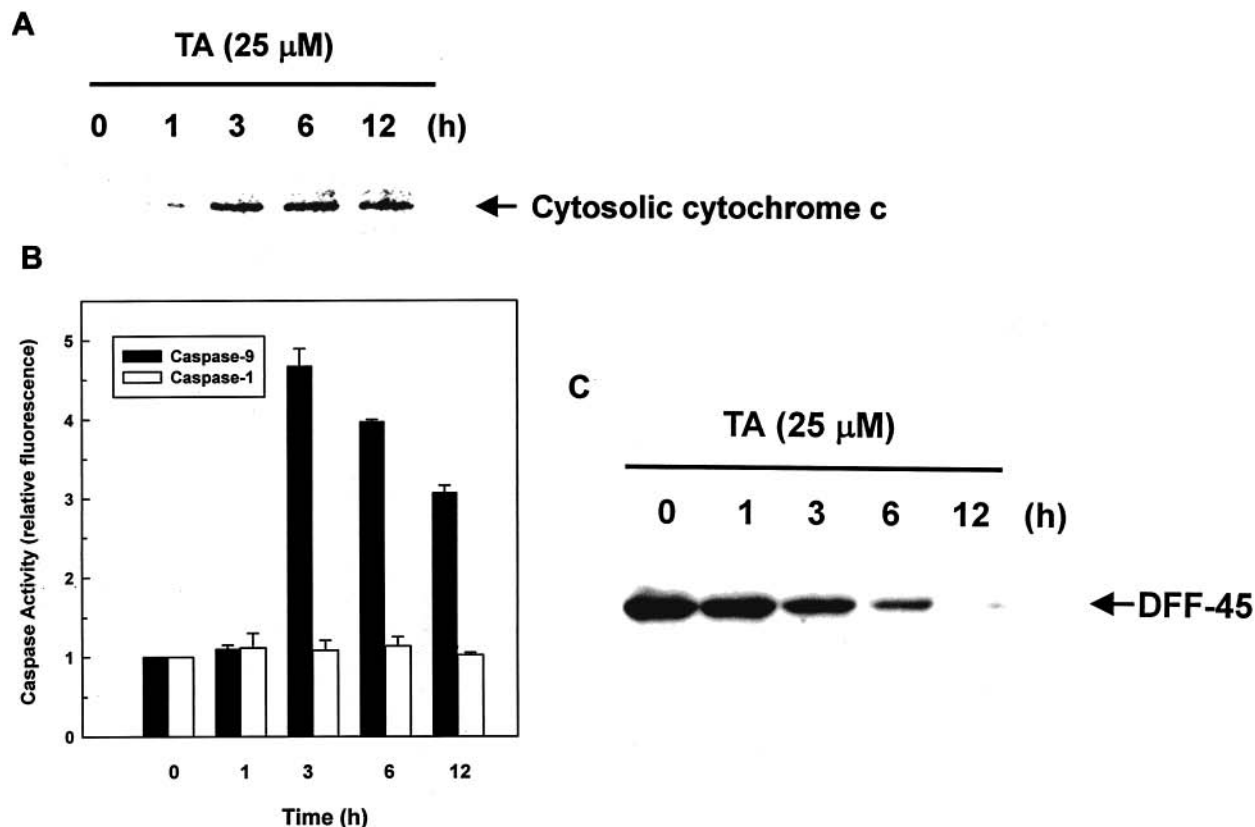 A
TA (25 μM)
0 1 3 6 12 (h)
Cytosolic cytochrome c
B
Caspase Activity (relative fluorescence)
5
4
3
2
1
0
Caspase-9
Caspase-1
0 1 3 6 12
Time (h)
C
TA (25 μM)
0 1 3 6 12 (h)
DFF-45